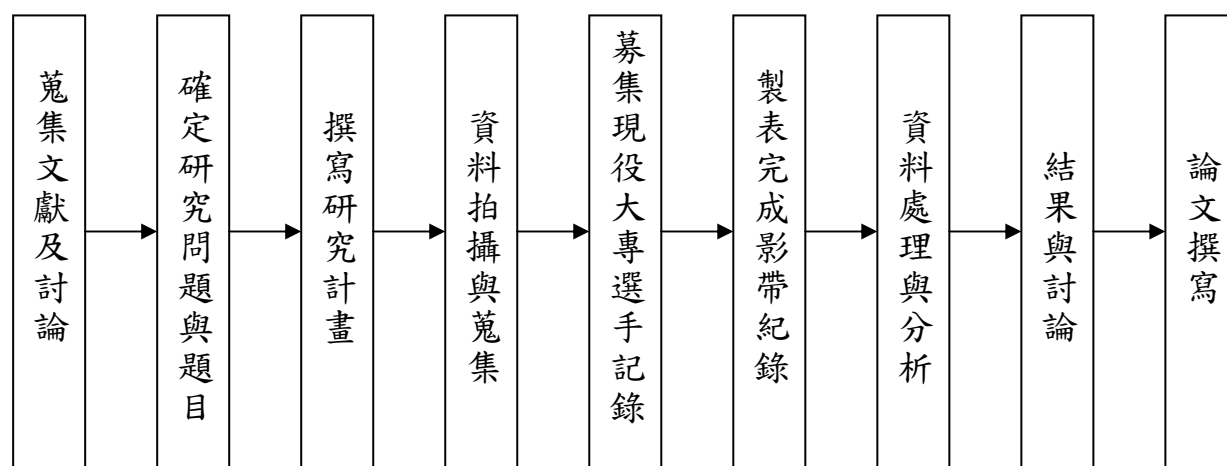 蒐集文獻及討論
確定研究問題與題目
撰寫研究計畫
資料拍攝與蒐集
募集現役大專選手記錄
製表完成影帶紀錄
資料處理與分析
結果與討論
論文撰寫